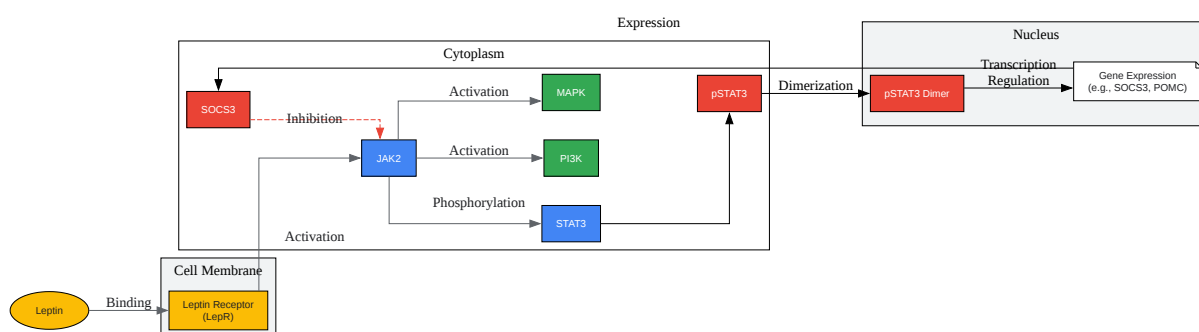 Expression
Nucleus
Cytoplasm
Transcription
Regulation
Gene Expression
(e.g., SOCS3, POMC)
pSTAT3 Dimer
Dimerization
pSTAT3
MAPK
Activation
SOCS3
Inhibition
JAK2
Activation
PI3K
Phosphorylation
STAT3
Activation
Cell Membrane
Leptin
Binding
Leptin Receptor
(LepR)